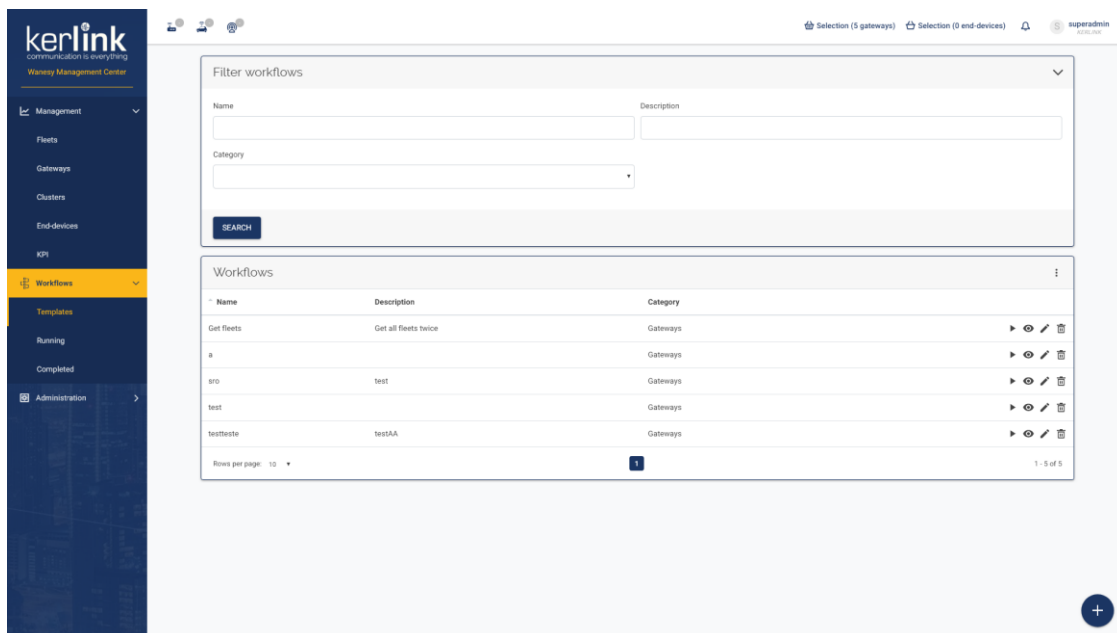 kerlink
communication is everything
Wanesy Management Center
Selection (5 gateways) Selection (0 end-devices) S superadmin
KERLINK
Management
Fleets
Gateways
Clusters
End-devices
KPI
Workflows
Templates
Running
Completed
Administration
Filter workflows
Name Description
Category
SEARCH
Workflows
Name Description Category
Get fleets Get all fleets twice Gateways
a Gateways
sro test Gateways
test Gateways
testteste testAA Gateways
Rows per page: 10 1 1 - 5 of 5